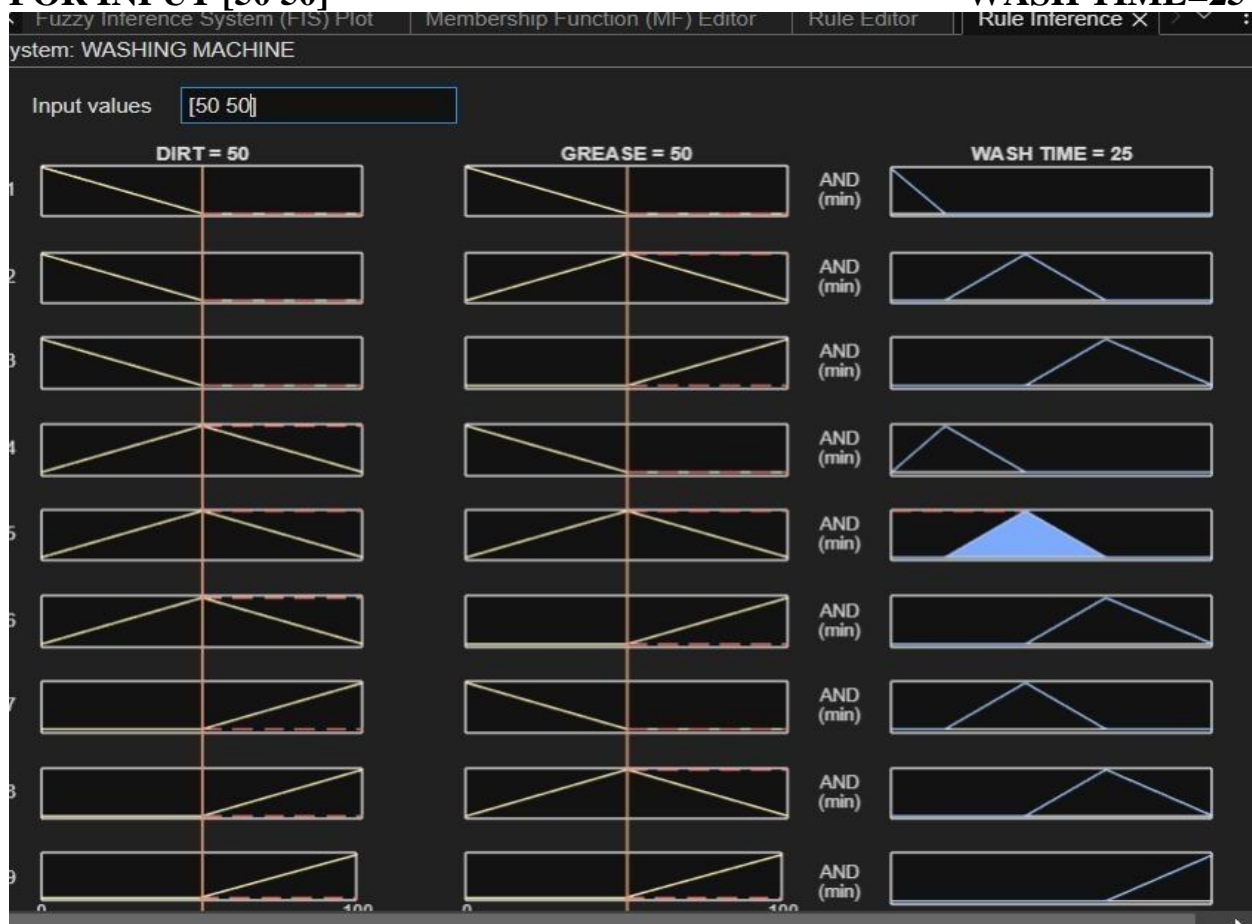 FOR INPUT [50 50] WASH TIME=25
Fuzzy Inference System (FIS) Plot Membership Function (MF) Editor Rule Editor Rule Inference ×
ystem: WASHING MACHINE
Input values [50 50]
DIRT = 50 GREASE = 50 WASH TIME = 25
1 AND
(min)
2 AND
(min)
3 AND
(min)
4 AND
(min)
5 AND
(min)
6 AND
(min)
7 AND
(min)
8 AND
(min)
9 AND
(min)
0 100 0 100